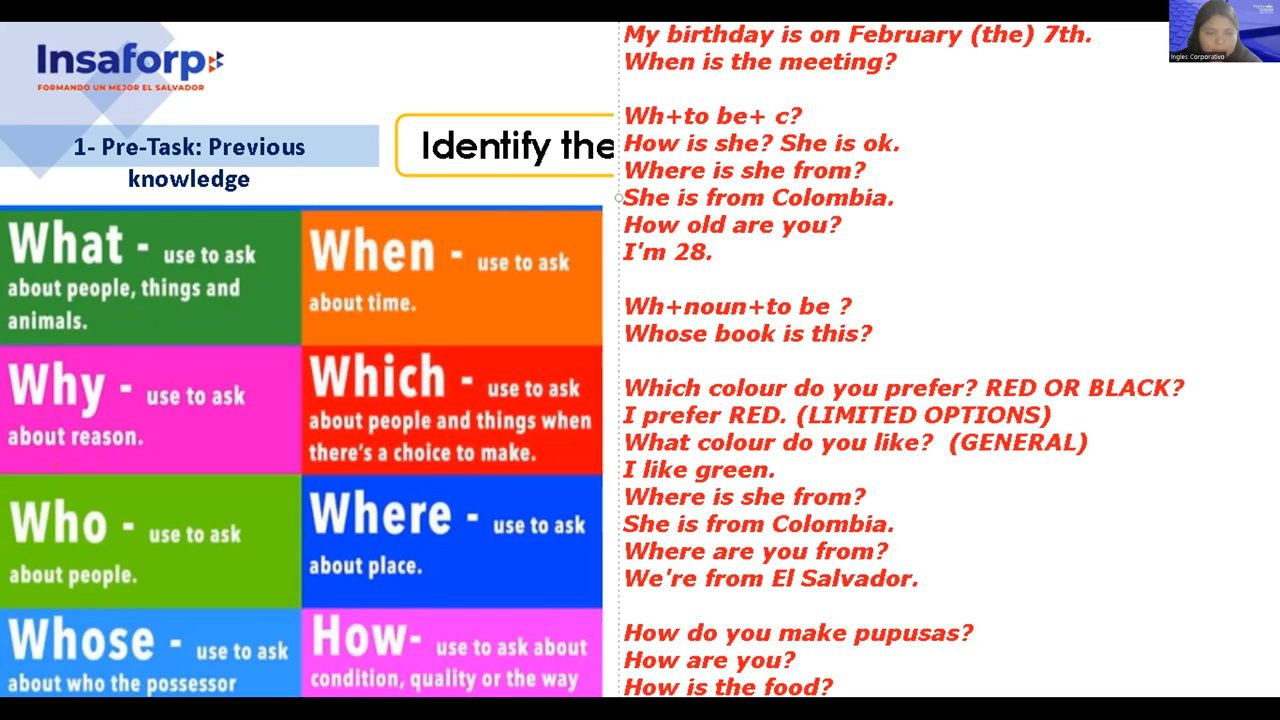 Insaforp
FORMANDO UN MEJOR EL SALVADOR
1- Pre-Task: Previous
knowledge
Identify the
What - use to ask
about people, things and
animals.
When - use to ask
about time.
Why - use to ask
about reason.
Which - use to ask
about people and things when
there's a choice to make.
Who - use to ask
about people.
Where - use to ask
about place.
Whose - use to ask
about who the possessor
How- use to ask about
condition, quality or the way
My birthday is on February (the) 7th.
When is the meeting?
Wh+to be+ c?
How is she? She is ok.
Where is she from?
She is from Colombia.
How old are you?
I'm 28.
Wh+noun+to be ?
Whose book is this?
Which colour do you prefer? RED OR BLACK?
I prefer RED. (LIMITED OPTIONS)
What colour do you like?  (GENERAL)
I like green.
Where is she from?
She is from Colombia.
Where are you from?
We're from El Salvador.
How do you make pupusas?
How are you?
How is the food?
Ingles Corporativo